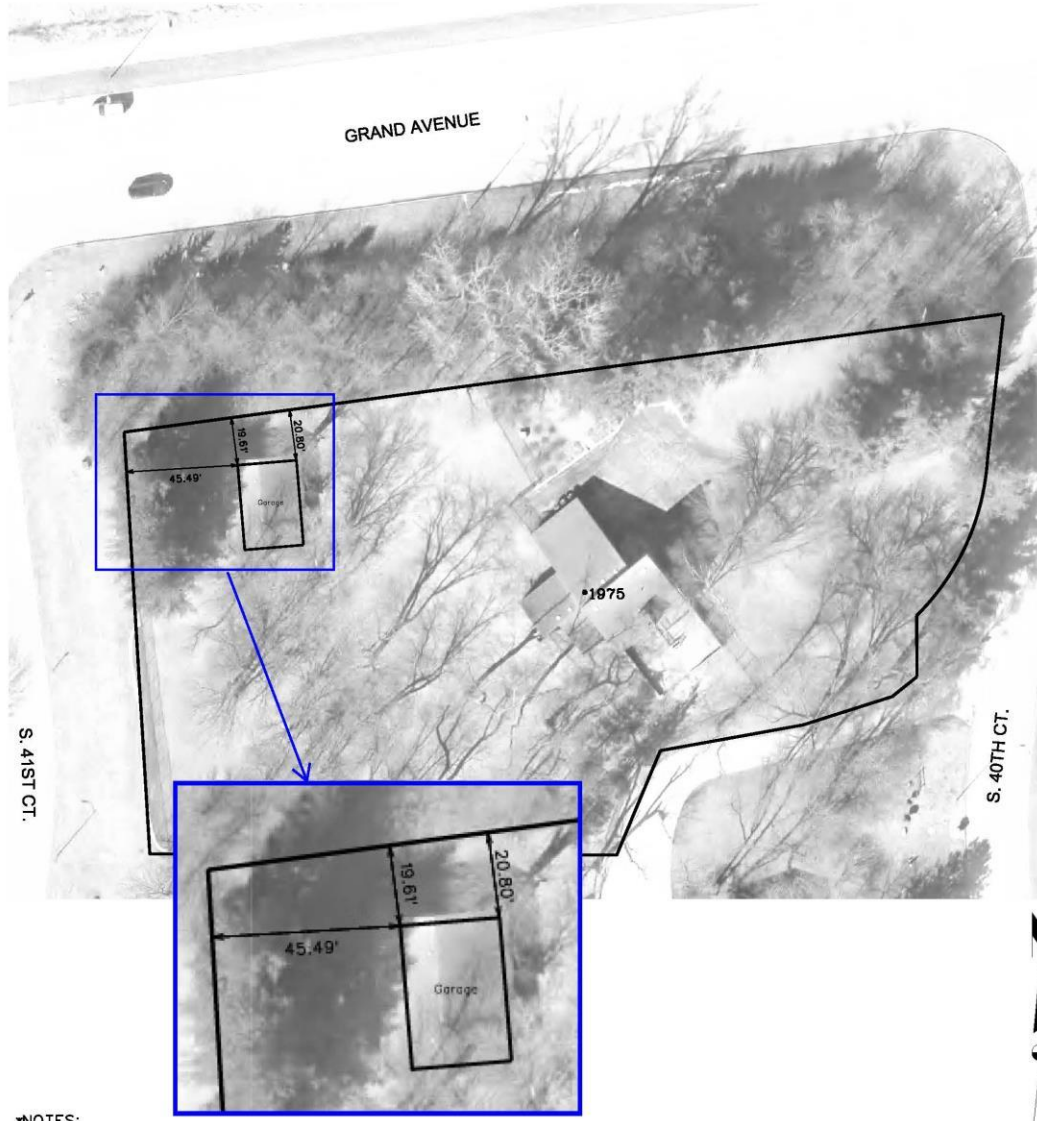 GRAND AVENUE
19.61'
20.80'
45.49'
Garage
•1975
S. 41ST CT.
S. 40TH CT.
19.61'
20.80'
45.49'
Garage
*NOTES: